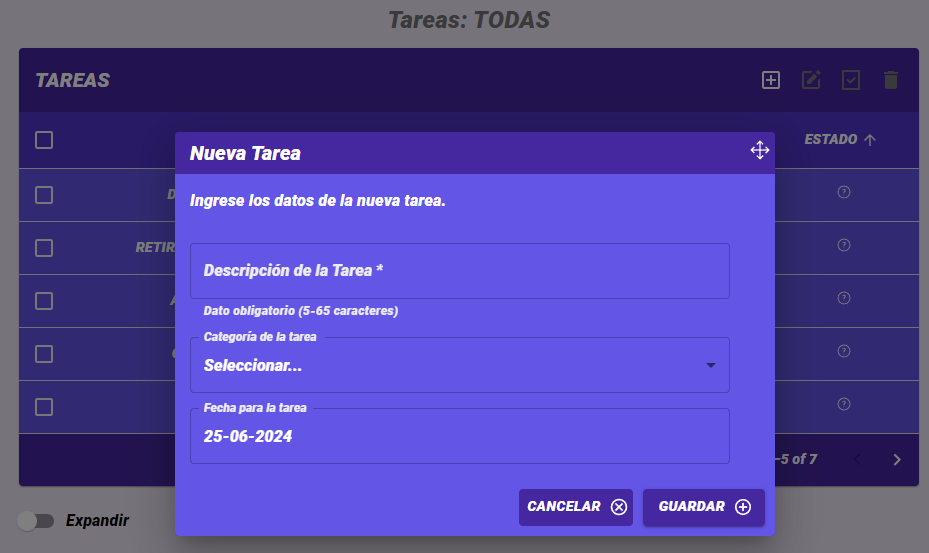 Tareas: TODAS
TAREAS
ESTADO
Nueva Tarea
Ingrese los datos de la nueva tarea.
Descripción de la Tarea *
Dato obligatorio (5-65 caracteres)
Categoría de la tarea
Seleccionar...
Fecha para la tarea
25-06-2024
5 of 7
CANCELAR
GUARDAR
Expandir